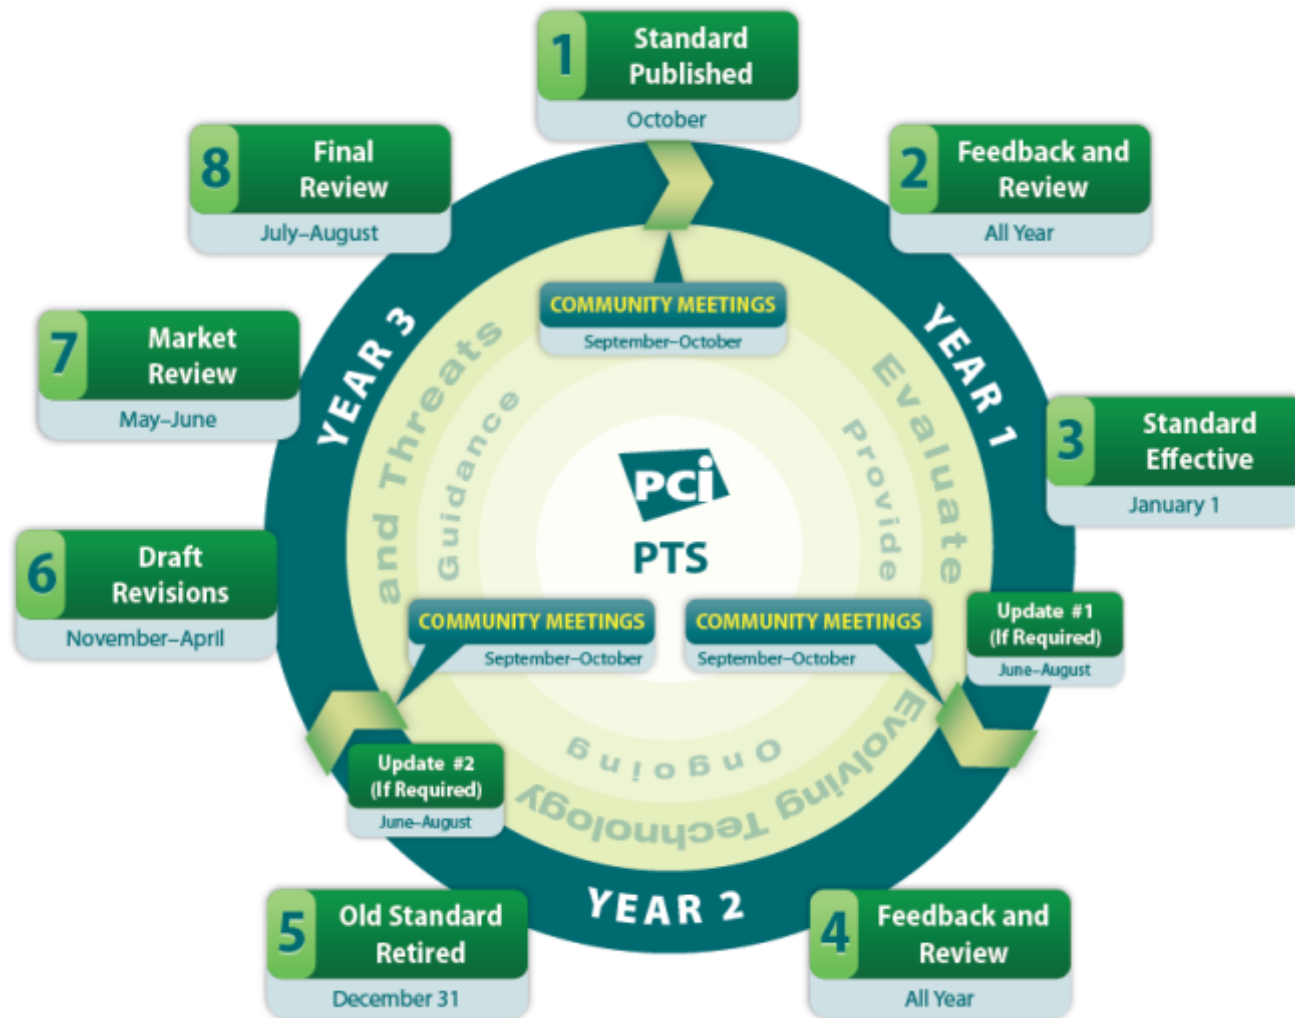 1
Standard
Published
October
2
Feedback and
Review
All Year
3
Standard
Effective
January 1
Update #1
(If Required)
June–August
4
Feedback and
Review
All Year
5
Old Standard
Retired
December 31
Update #2
(If Required)
June–August
6
Draft
Revisions
November–April
7
Market
Review
May–June
8
Final
Review
July–August
YEAR 1
YEAR 2
YEAR 3
COMMUNITY MEETINGS
September–October
COMMUNITY MEETINGS
September–October
COMMUNITY MEETINGS
September–October
Evaluate Evolving Technology and Threats
Provide Ongoing Guidance
PCi
PTS